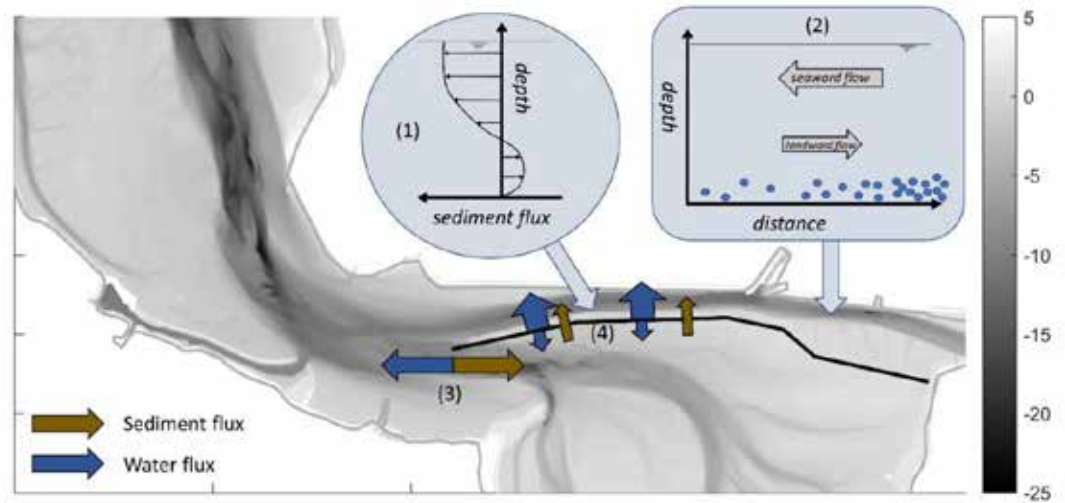 (1)
depth
sediment flux
(2)
depth
seaward flow
landward flow
distance
(4)
(3)
Sediment flux
Water flux
5
0
-5
-10
-15
-20
-25